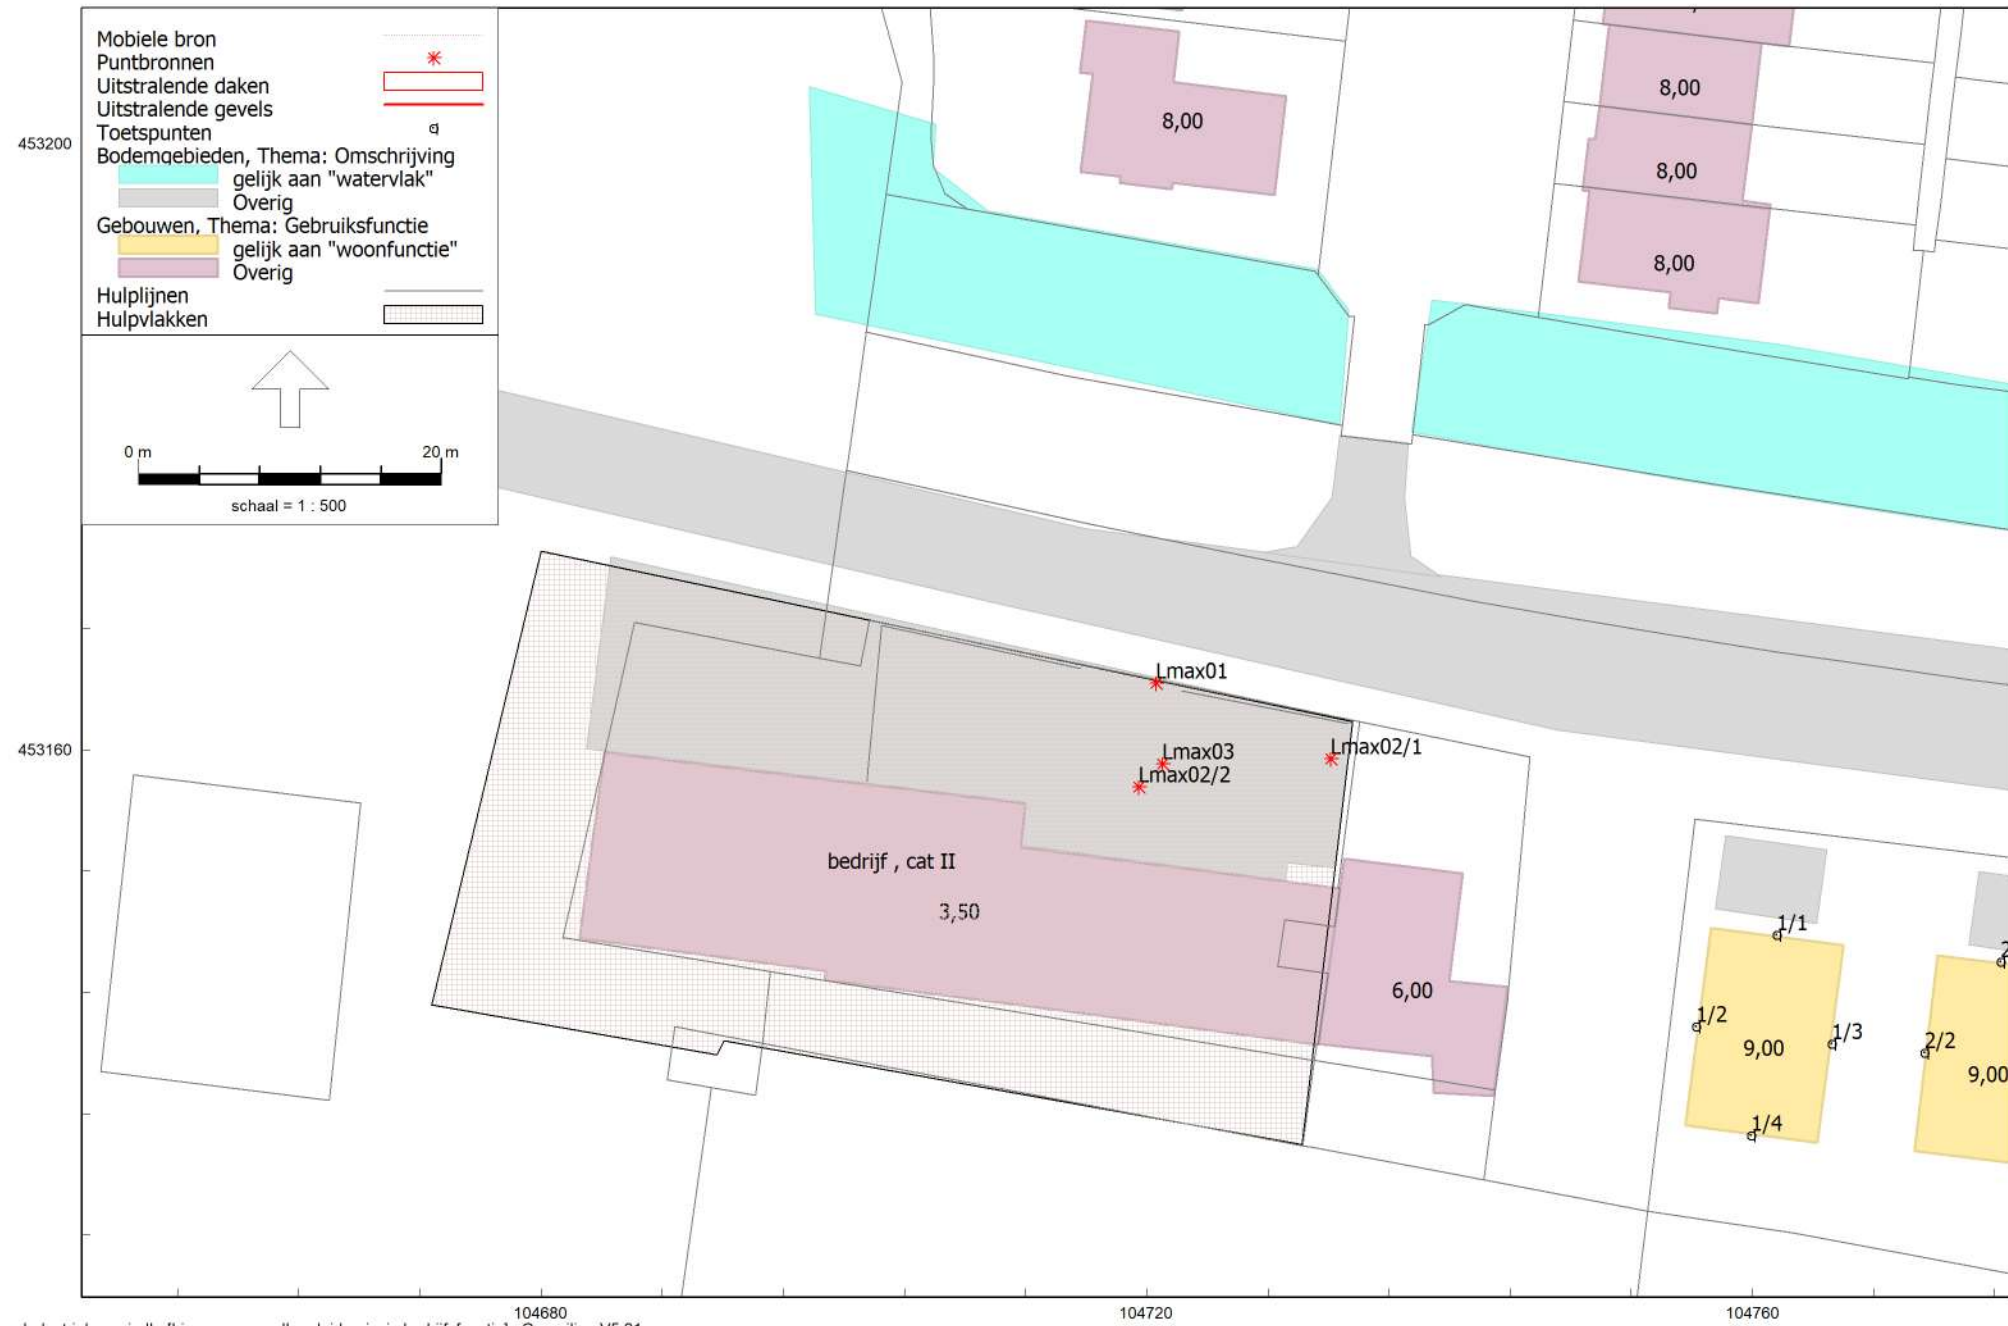 Mobiele bron
Puntbronnen
Uitstralende daken
Uitstralende gevels
Toetspunten
Bodemgebieden, Thema: Omschrijving
gelijk aan "watervlak"
Overig
Gebouwen, Thema: Gebruiksfunctie
gelijk aan "woonfunctie"
Overig
Hulplijnen
Hulpvlakken
0 m 20 m
schaal = 1 : 500
453200
453160
8,00
8,00
8,00
8,00
Lmax01
Lmax02/1
Lmax03
Lmax02/2
bedrijf , cat II
3,50
6,00
1/1
1/2
9,00
1/3
1/4
2/2
9,00
104680 104720 104760